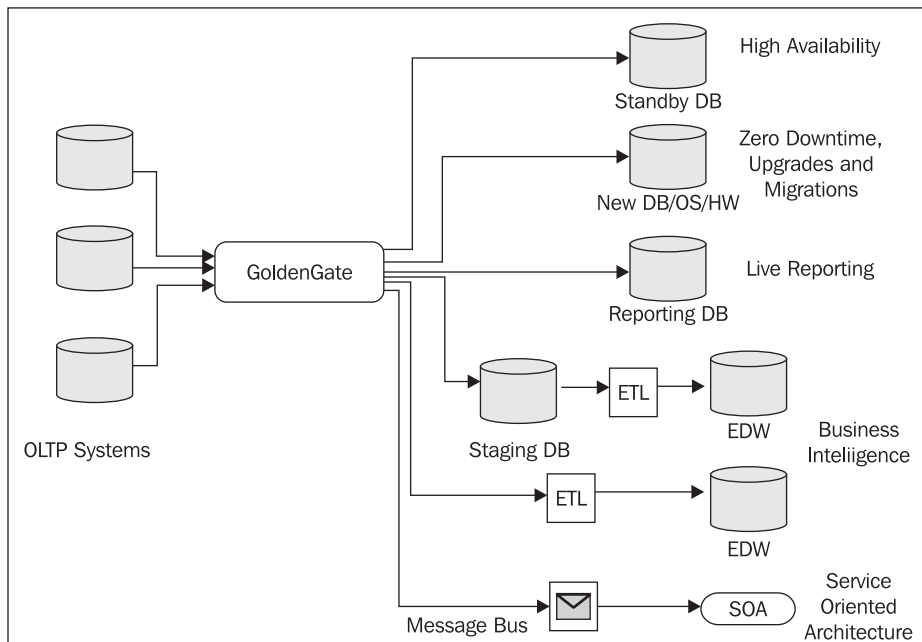 High Availability
Standby DB
Zero Downtime,
Upgrades and
Migrations
New DB/OS/HW
GoldenGate
Live Reporting
Reporting DB
OLTP Systems
Staging DB
ETL
EDW
Business
Inteliigence
ETL
EDW
Message Bus
SOA
Service
Oriented
Architecture